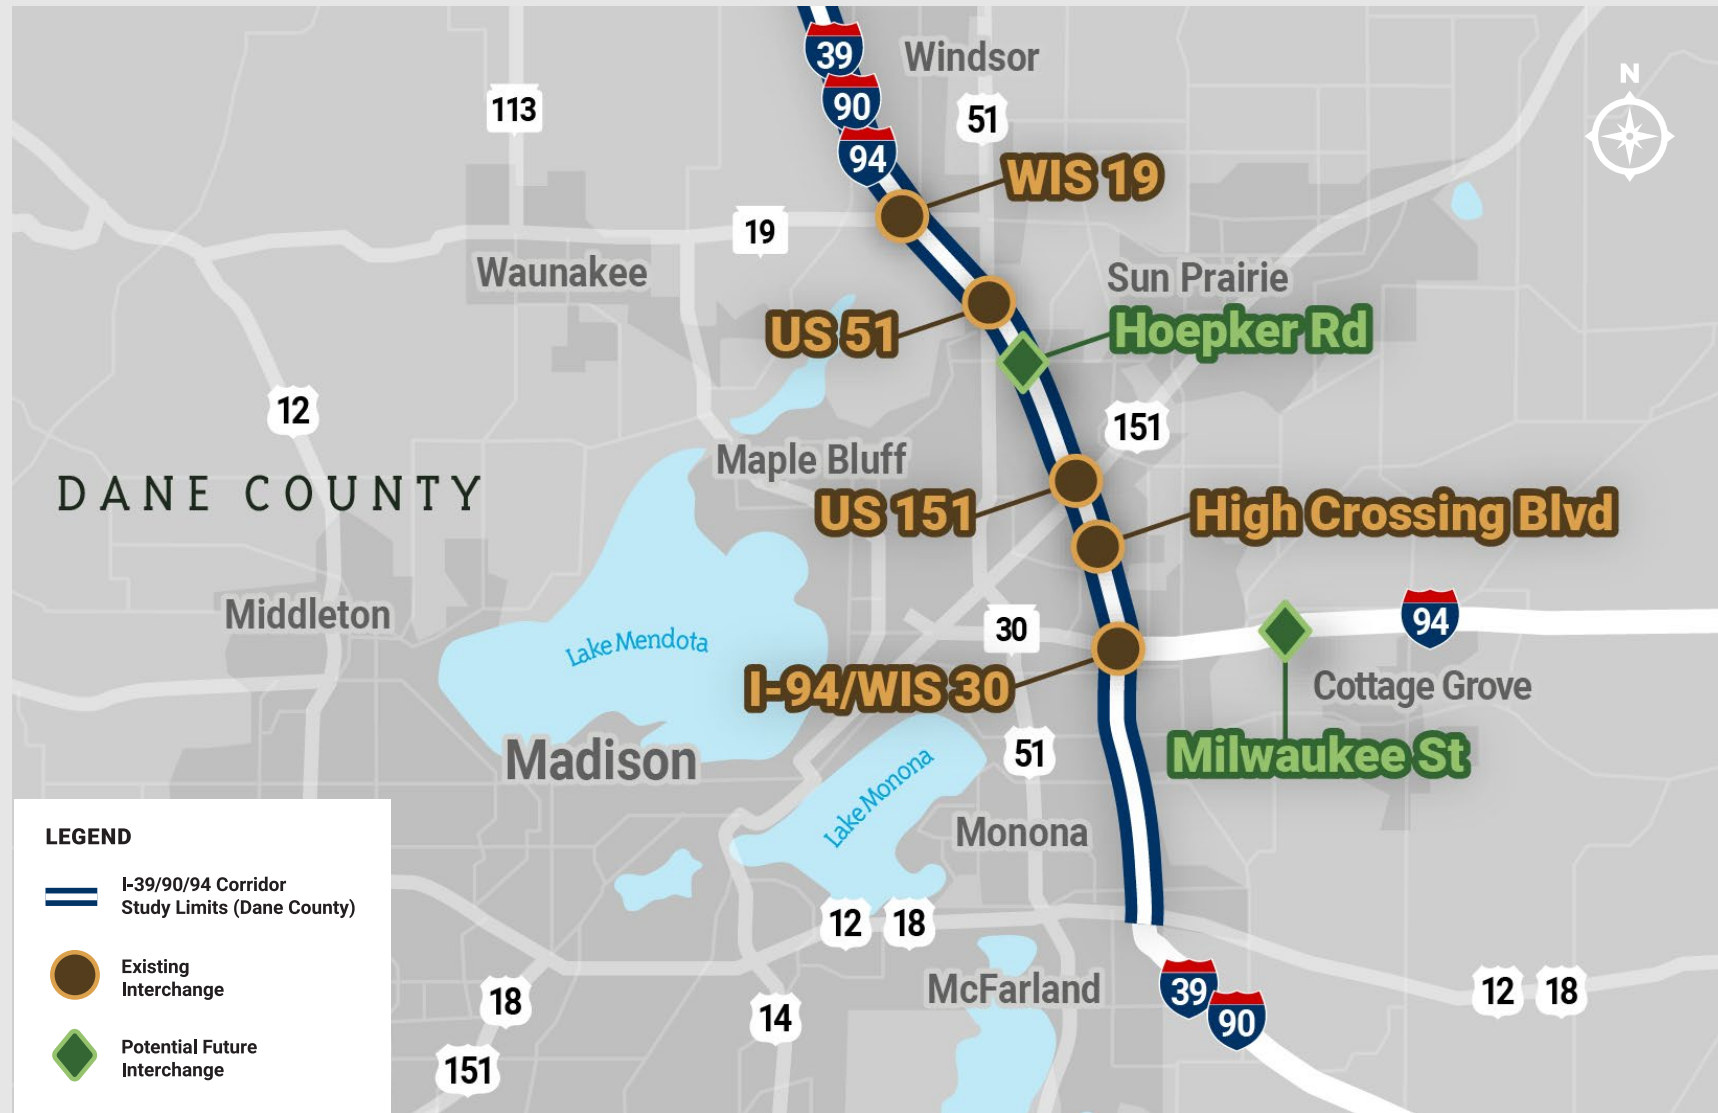 39
Windsor
N
90
113
51
94
WIS 19
19
Waunakee
Sun Prairie
US 51
Hoepker Rd
12
151
Maple Bluff
DANE COUNTY
US 151
High Crossing Blvd
Middleton
30
94
Lake Mendota
I-94/WIS 30
Cottage Grove
Madison
51
Milwaukee St
Lake Monona
Monona
LEGEND
I-39/90/94 Corridor
Study Limits (Dane County)
Existing
Interchange
Potential Future
Interchange
12 18
McFarland
39
90
12 18
18
14
151